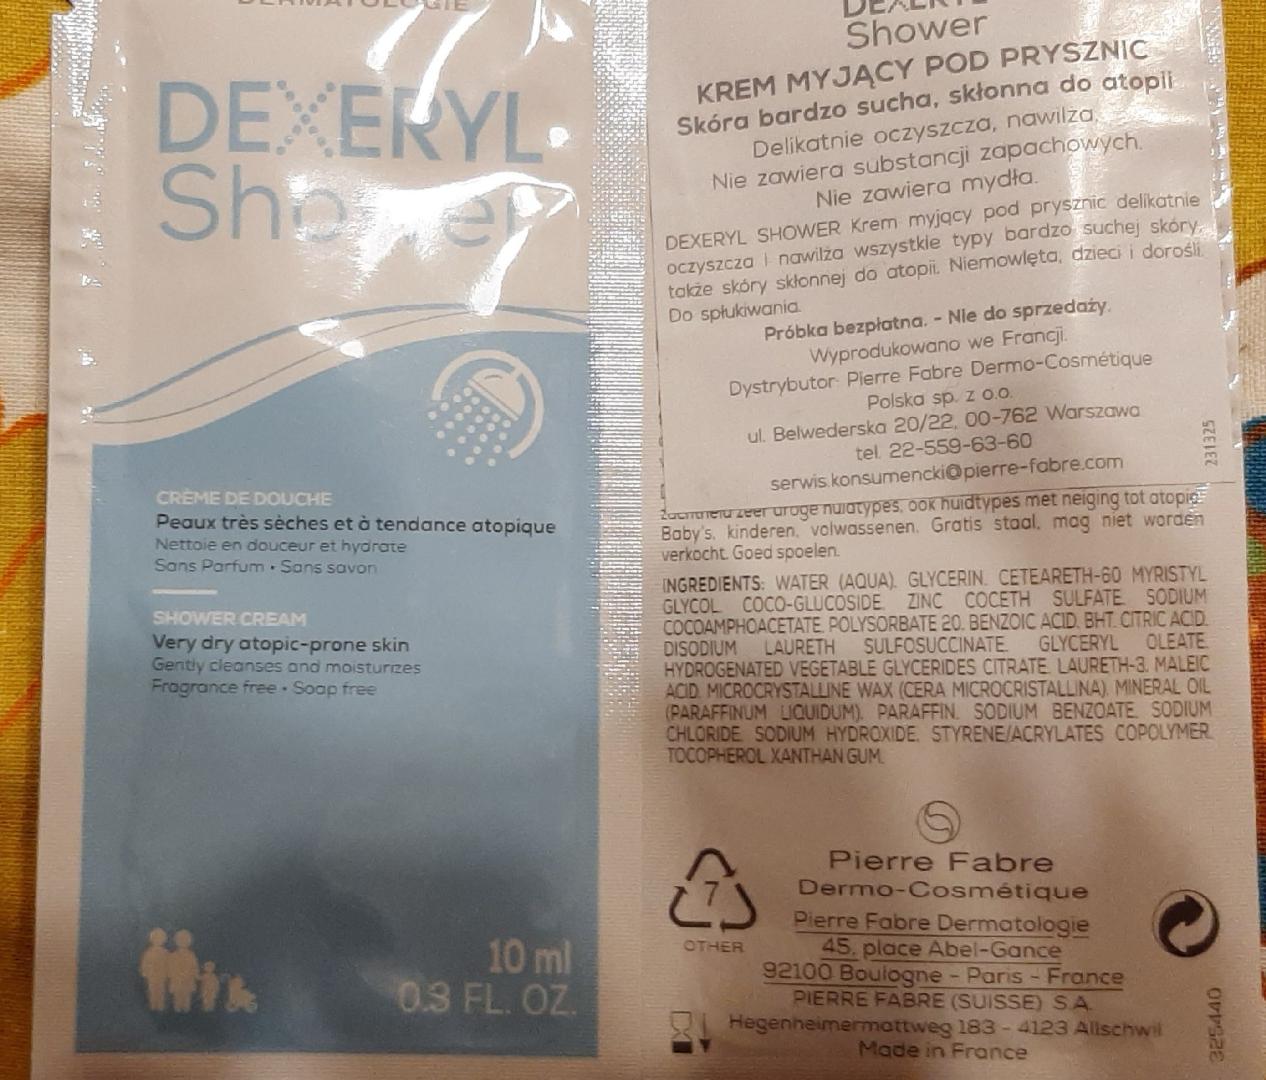 DERMATOLOGIE
DEXERYL
Shower
CRÈME DE DOUCHE
Peaux très sèches et à tendance atopique
Nettoie en douceur et hydrate
Sans Parfum • Sans savon
SHOWER CREAM
Very dry atopic-prone skin
Gently cleanses and moisturizes
Fragrance free • Soap free
10 ml
0.3 FL. OZ.
DEXERYL
Shower
KREM MYJĄCY POD PRYSZNIC
Skóra bardzo sucha, skłonna do atopii
Delikatnie oczyszcza, nawilża,
Nie zawiera substancji zapachowych.
Nie zawiera mydła.
DEXERYL SHOWER Krem myjący pod prysznic delikatnie
oczyszcza i nawilża wszystkie typy bardzo suchej skóry,
także skóry skłonnej do atopii. Niemowlęta, dzieci i dorośli.
Do spłukiwania.
Próbka bezpłatna. - Nie do sprzedaży.
Wyprodukowano we Francji.
Dystrybutor: Pierre Fabre Dermo-Cosmétique
Polska sp. z o.o.
ul. Belwederska 20/22, 00-762 Warszawa
tel. 22-559-63-60
serwis.konsumencki@pierre-fabre.com
231325
zeer droge huidtypes, ook huidtypes met neiging tot atopie.
Baby's, kinderen, volwassenen. Gratis staal, mag niet worden
verkocht. Goed spoelen.
INGREDIENTS: WATER (AQUA). GLYCERIN. CETEARETH-60 MYRISTYL
GLYCOL. COCO-GLUCOSIDE. ZINC COCETH SULFATE. SODIUM
COCOAMPHOACETATE. POLYSORBATE 20. BENZOIC ACID. BHT. CITRIC ACID.
DISODIUM LAURETH SULFOSUCCINATE. GLYCERYL OLEATE.
HYDROGENATED VEGETABLE GLYCERIDES CITRATE. LAURETH-3. MALEIC
ACID. MICROCRYSTALLINE WAX (CERA MICROCRISTALLINA). MINERAL OIL
(PARAFFINUM LIQUIDUM). PARAFFIN. SODIUM BENZOATE. SODIUM
CHLORIDE. SODIUM HYDROXIDE. STYRENE/ACRYLATES COPOLYMER.
TOCOPHEROL. XANTHAN GUM.
Pierre Fabre
Dermo-Cosmétique
7
OTHER
Pierre Fabre Dermatologie
45, place Abel-Gance
92100 Boulogne - Paris - France
PIERRE FABRE (SUISSE) S.A.
Hegenheimermattweg 183 - 4123 Allschwil
Made in France
325440